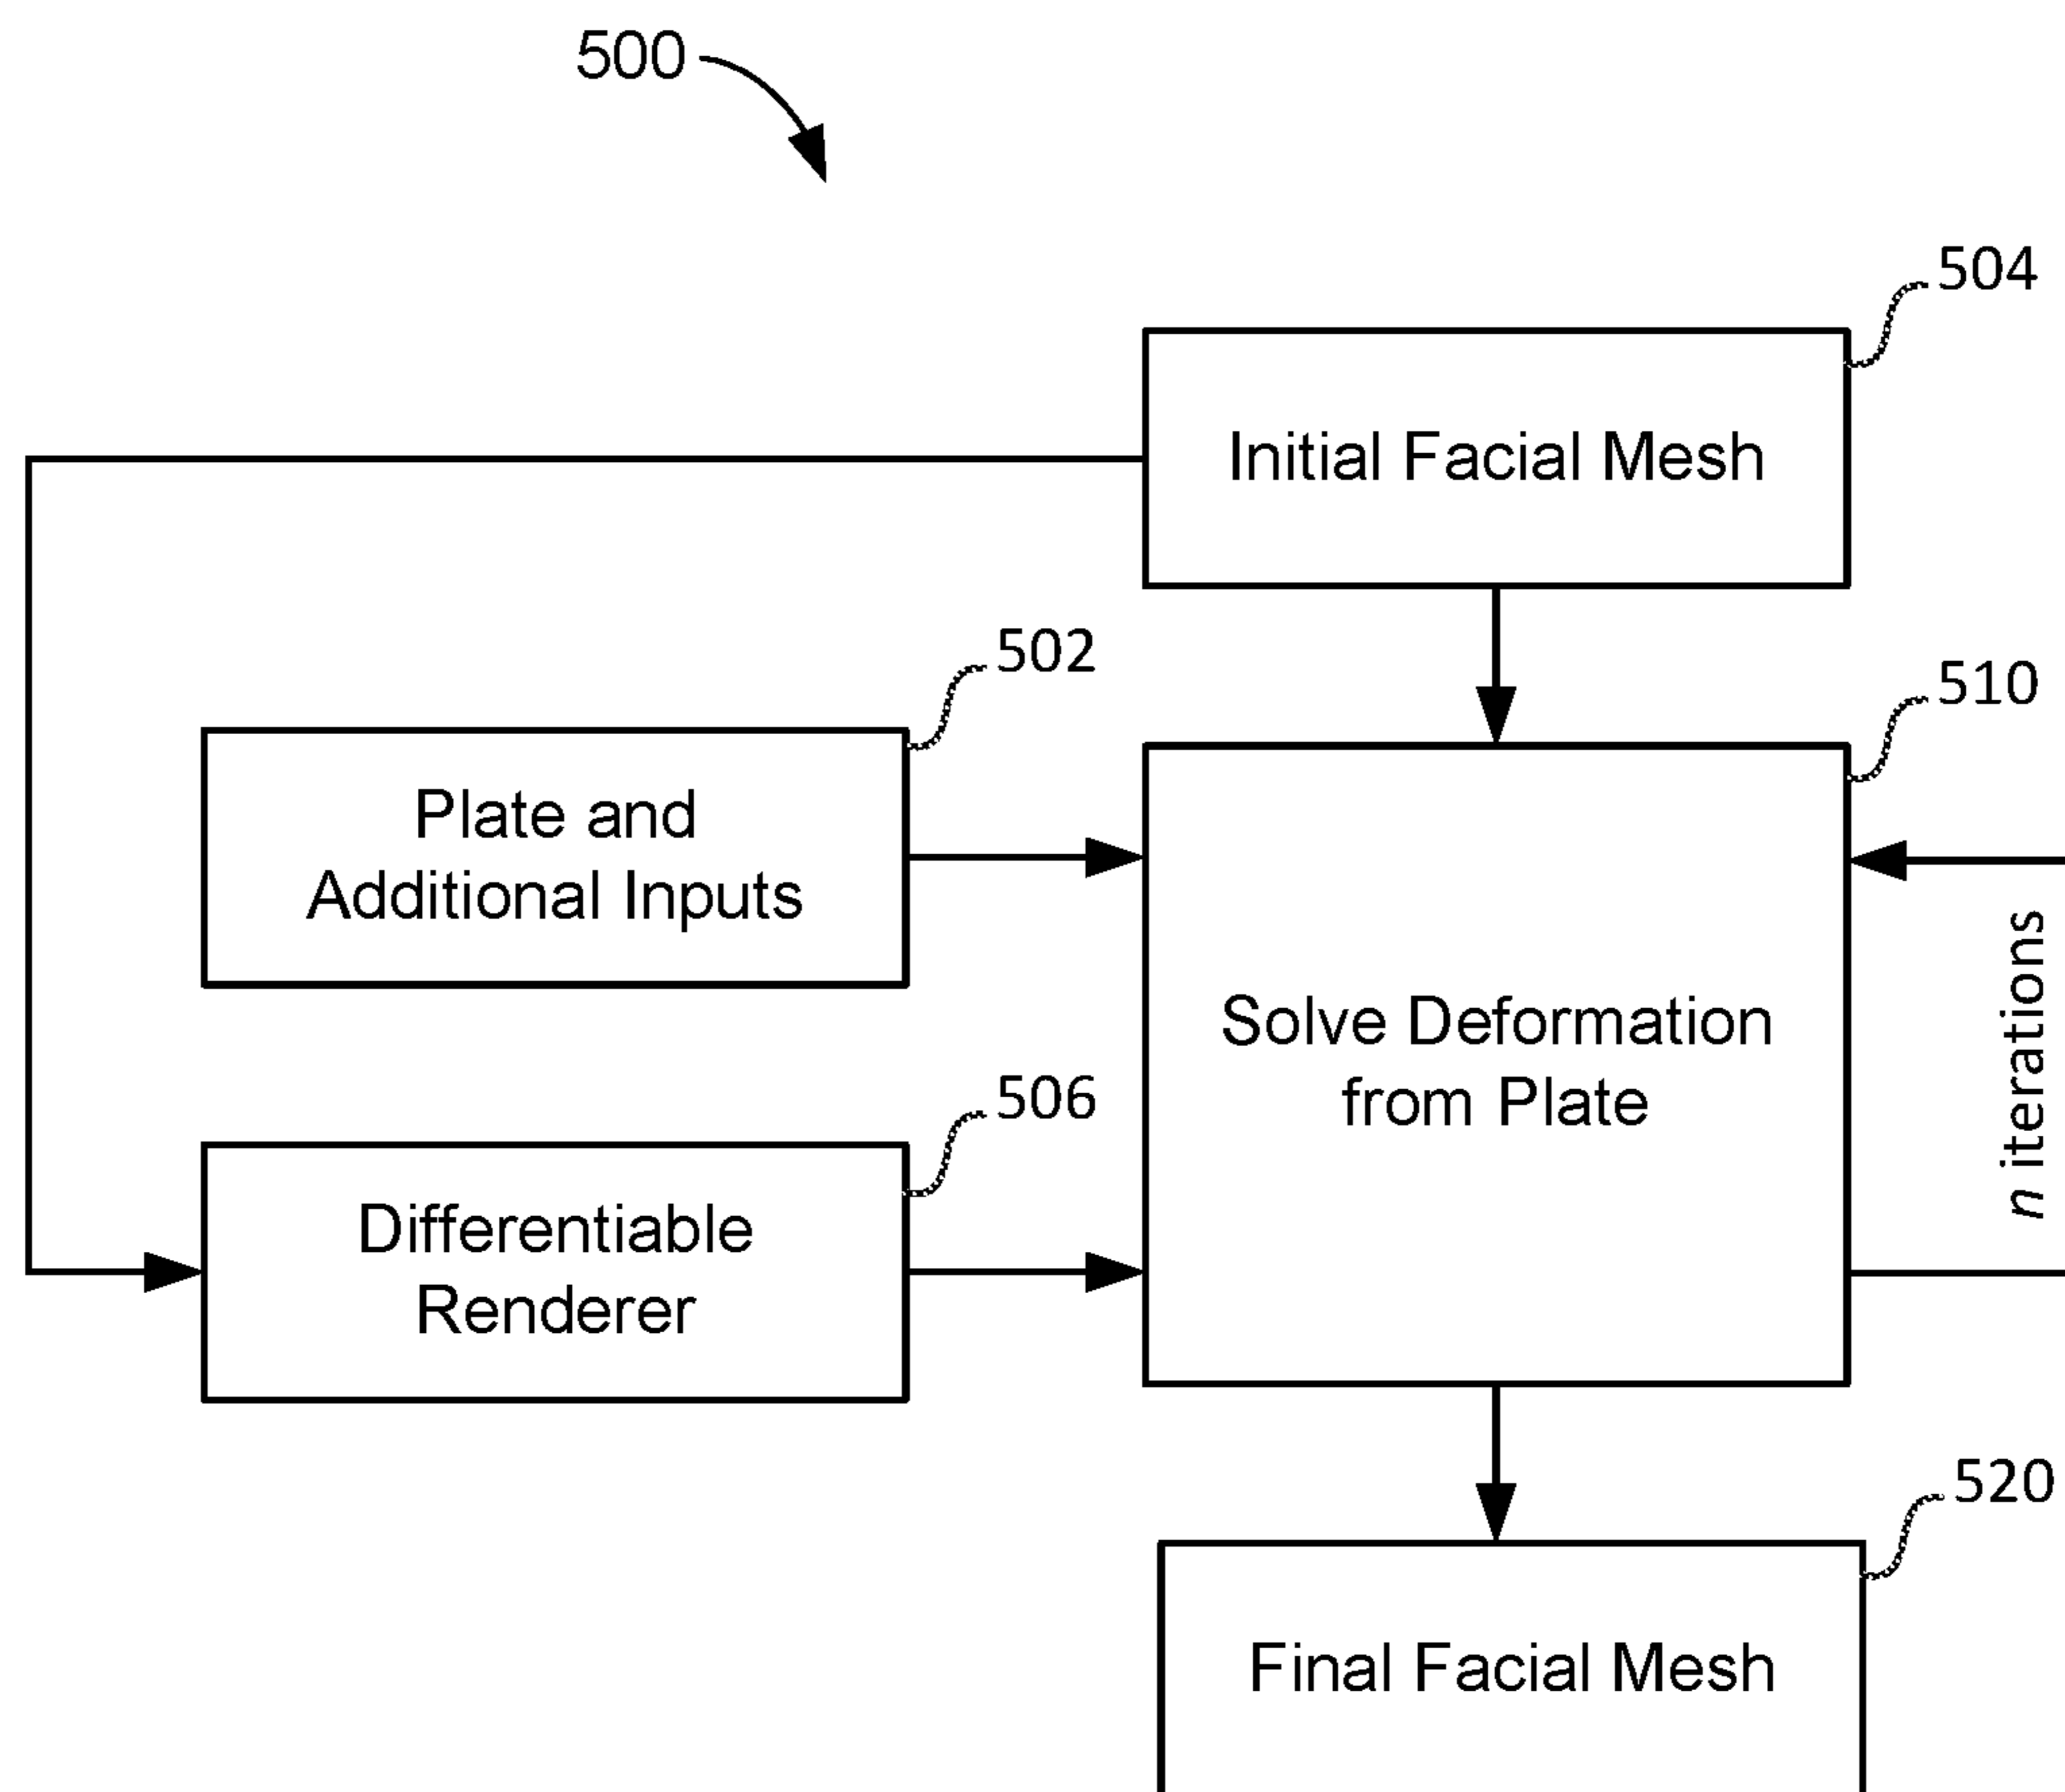 500
504
Initial Facial Mesh
502
510
Plate and
Additional Inputs
Solve Deformation
from Plate
n iterations
506
Differentiable
Renderer
520
Final Facial Mesh